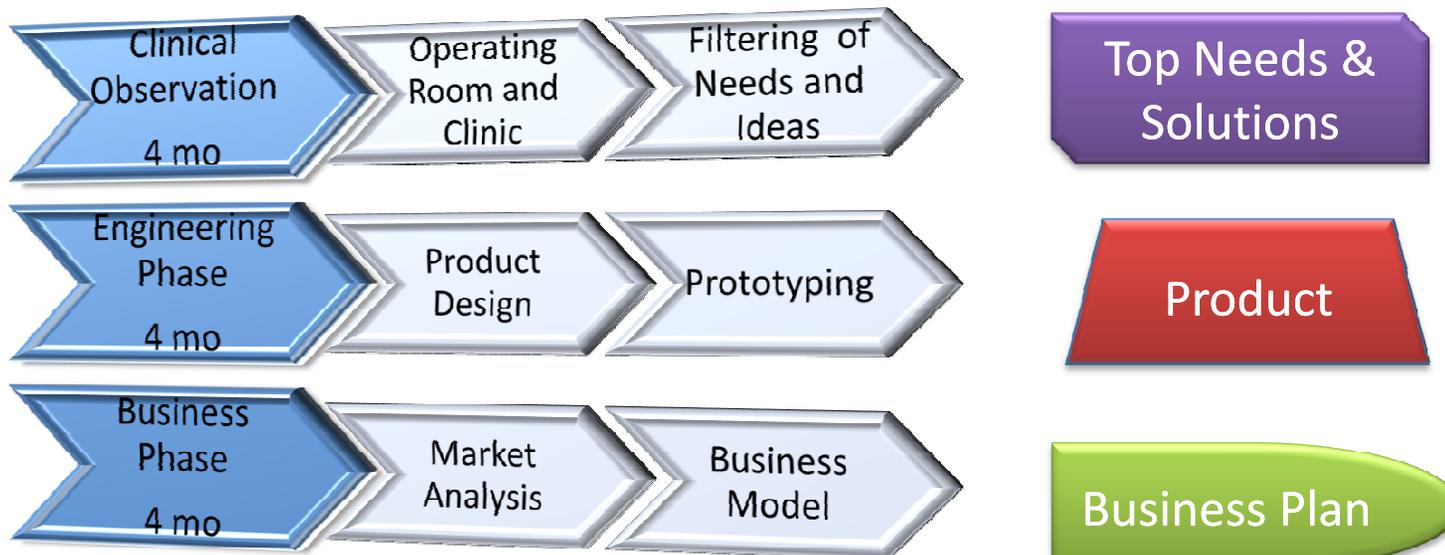 Clinical
Observation
4 mo
Operating
Room and
Clinic
Filtering of
Needs and
Ideas
Top Needs &
Solutions
Engineering
Phase
4 mo
Product
Design
Prototyping
Product
Business
Phase
4 mo
Market
Analysis
Business
Model
Business Plan